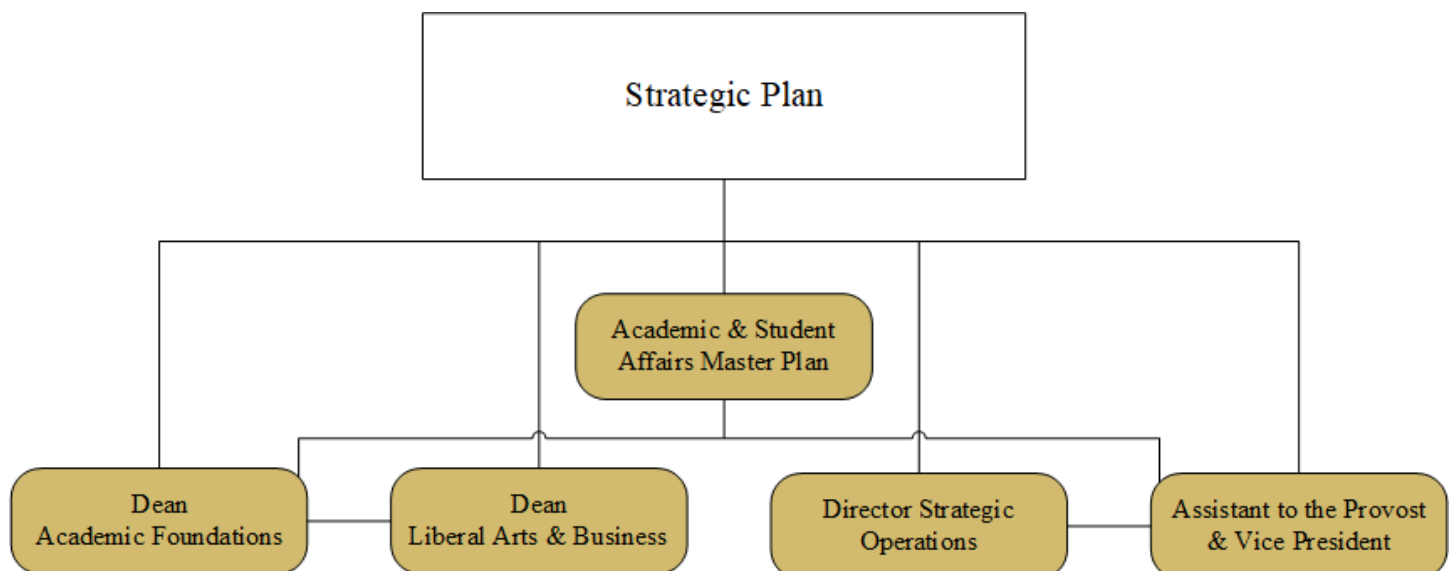 Strategic Plan
Academic & Student
Affairs Master Plan
Dean
Academic Foundations
Dean
Liberal Arts & Business
Director Strategic
Operations
Assistant to the Provost
& Vice President